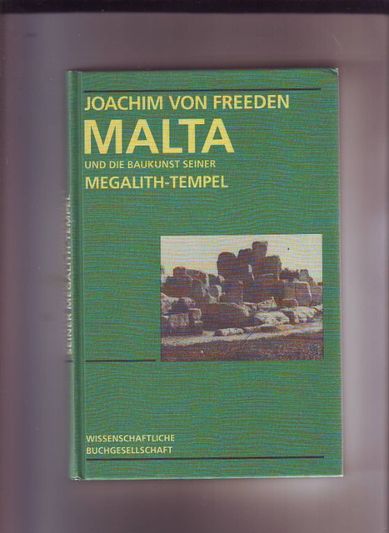 JOACHIM VON FREEDEN
MALTA
UND DIE BAUKUNST SEINER
MEGALITH-TEMPEL
WISSENSCHAFTLICHE
BUCHGESELLSCHAFT
SEINER MEGALITH-TEMPEL